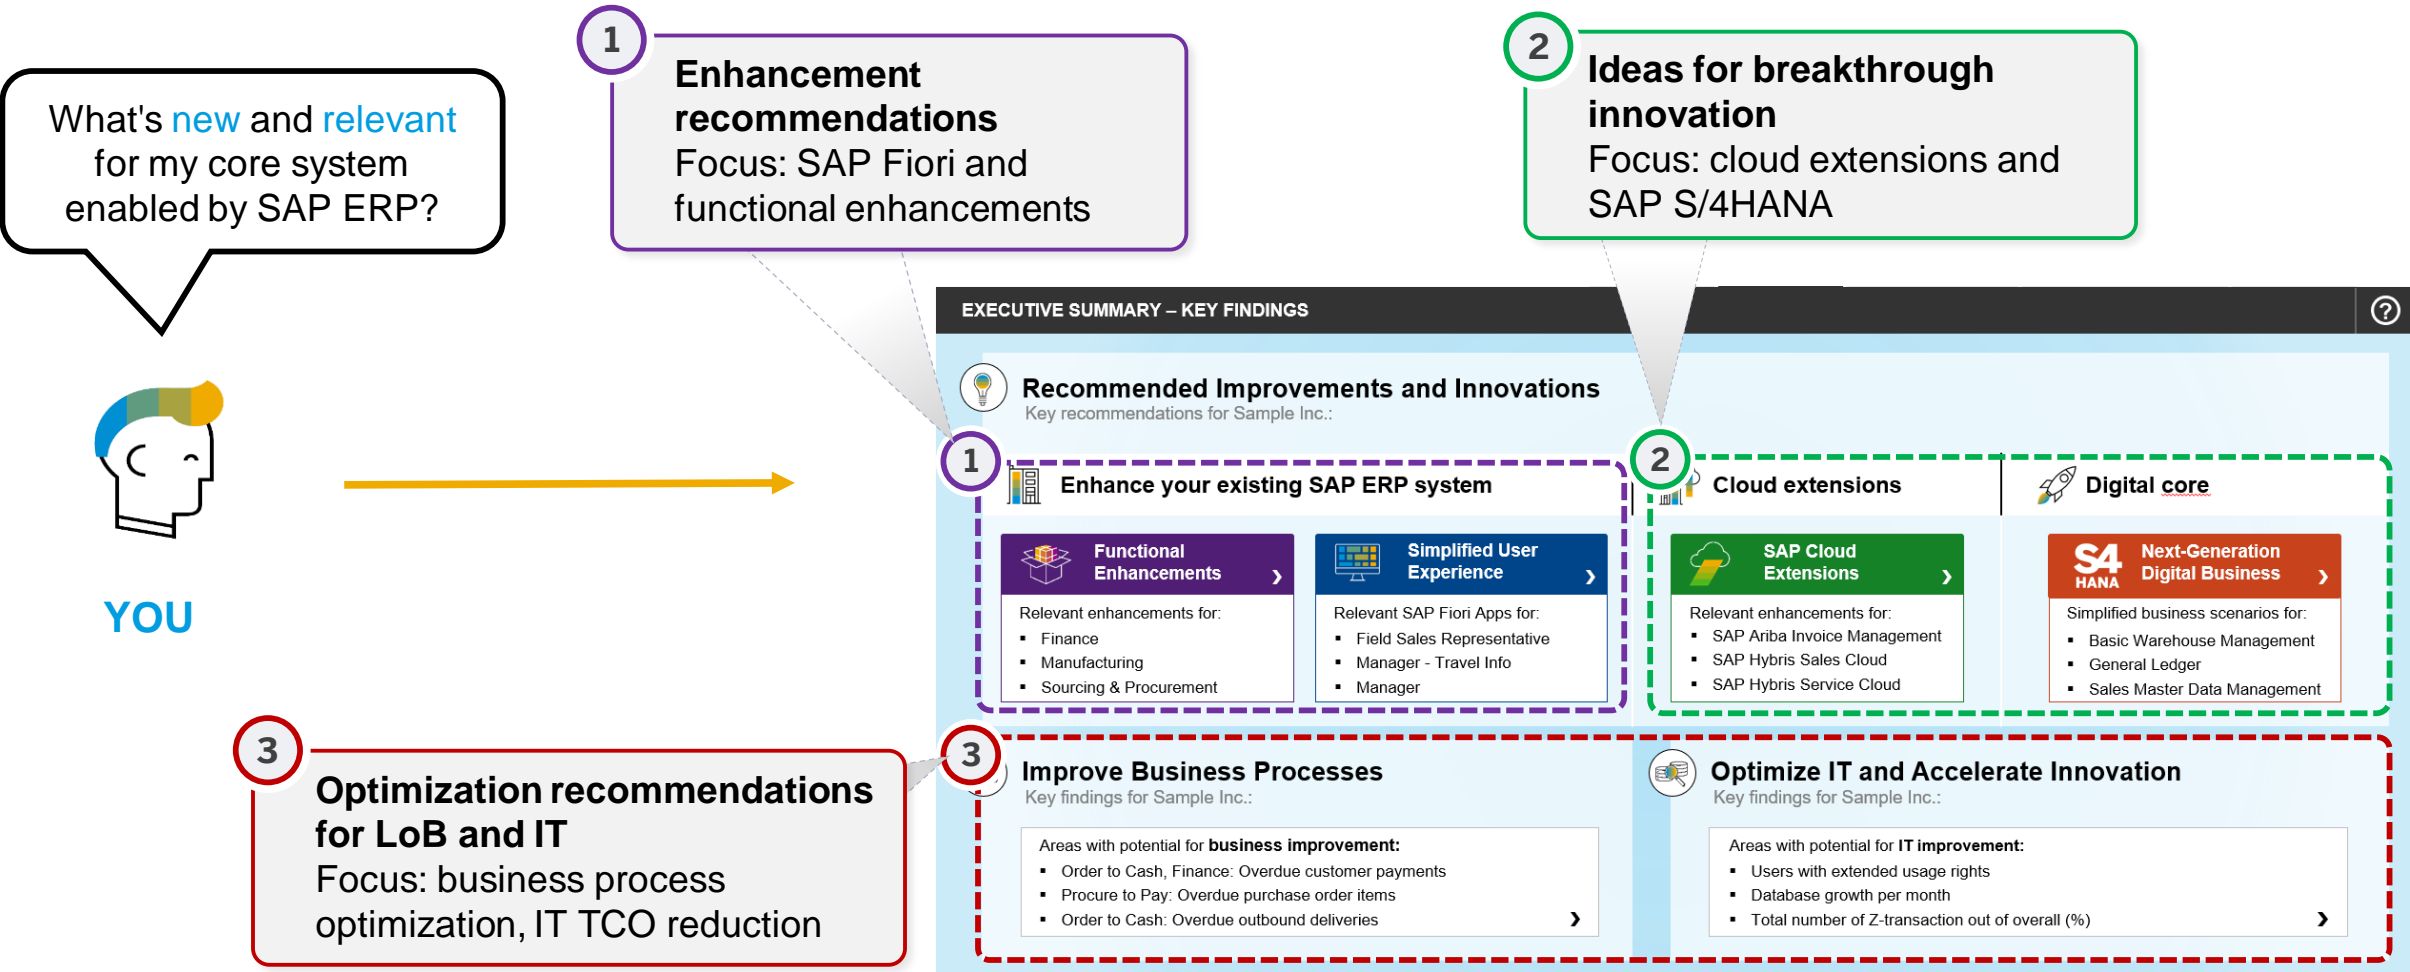 What's new and relevant
for my core system
enabled by SAP ERP?
YOU
1
Enhancement
recommendations
Focus: SAP Fiori and
functional enhancements
2
Ideas for breakthrough
innovation
Focus: cloud extensions and
SAP S/4HANA
3
Optimization recommendations
for LoB and IT
Focus: business process
optimization, IT TCO reduction
EXECUTIVE SUMMARY – KEY FINDINGS
?
Recommended Improvements and Innovations
Key recommendations for Sample Inc.:
1
Enhance your existing SAP ERP system
Functional
Enhancements
Relevant enhancements for:
▪ Finance
▪ Manufacturing
▪ Sourcing & Procurement
Simplified User
Experience
Relevant SAP Fiori Apps for:
▪ Field Sales Representative
▪ Manager - Travel Info
▪ Manager
2
Cloud extensions
SAP Cloud
Extensions
Relevant enhancements for:
▪ SAP Ariba Invoice Management
▪ SAP Hybris Sales Cloud
▪ SAP Hybris Service Cloud
Digital core
S4
HANA
Next-Generation
Digital Business
Simplified business scenarios for:
▪ Basic Warehouse Management
▪ General Ledger
▪ Sales Master Data Management
3
Improve Business Processes
Key findings for Sample Inc.:
Areas with potential for business improvement:
▪ Order to Cash, Finance: Overdue customer payments
▪ Procure to Pay: Overdue purchase order items
▪ Order to Cash: Overdue outbound deliveries
Optimize IT and Accelerate Innovation
Key findings for Sample Inc.:
Areas with potential for IT improvement:
▪ Users with extended usage rights
▪ Database growth per month
▪ Total number of Z-transaction out of overall (%)